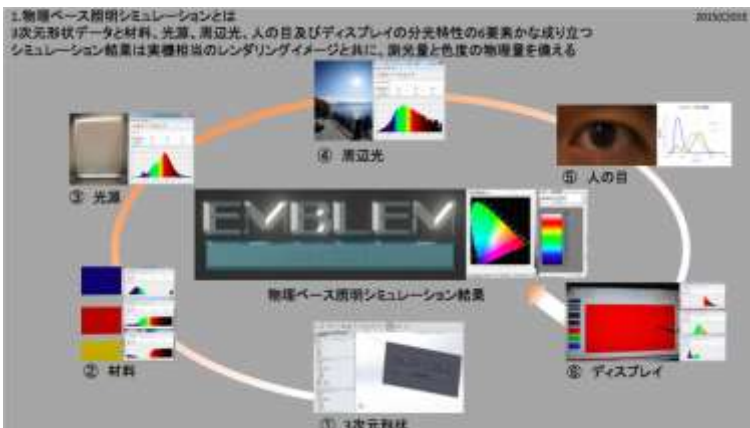 1.物理ベース照明シミュレーションとは
3次元形状データと材料、光源、周辺光、人の目及びディスプレイの分光特性の6要素かな成り立つ
シミュレーション結果は実機相当のレンダリングイメージと共に、測光量と色度の物理量を備える
④ 周辺光
⑤ 人の目
③ 光源
EMBLEM
物理ベース照明シミュレーション結果
② 材料
⑥ ディスプレイ
① 3次元形状